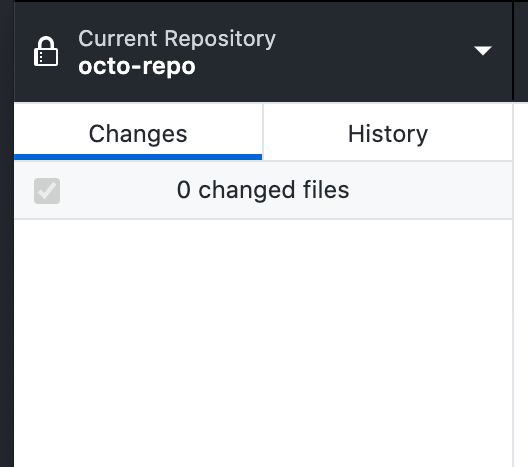 Current Repository
octo-repo
Changes
History
0 changed files